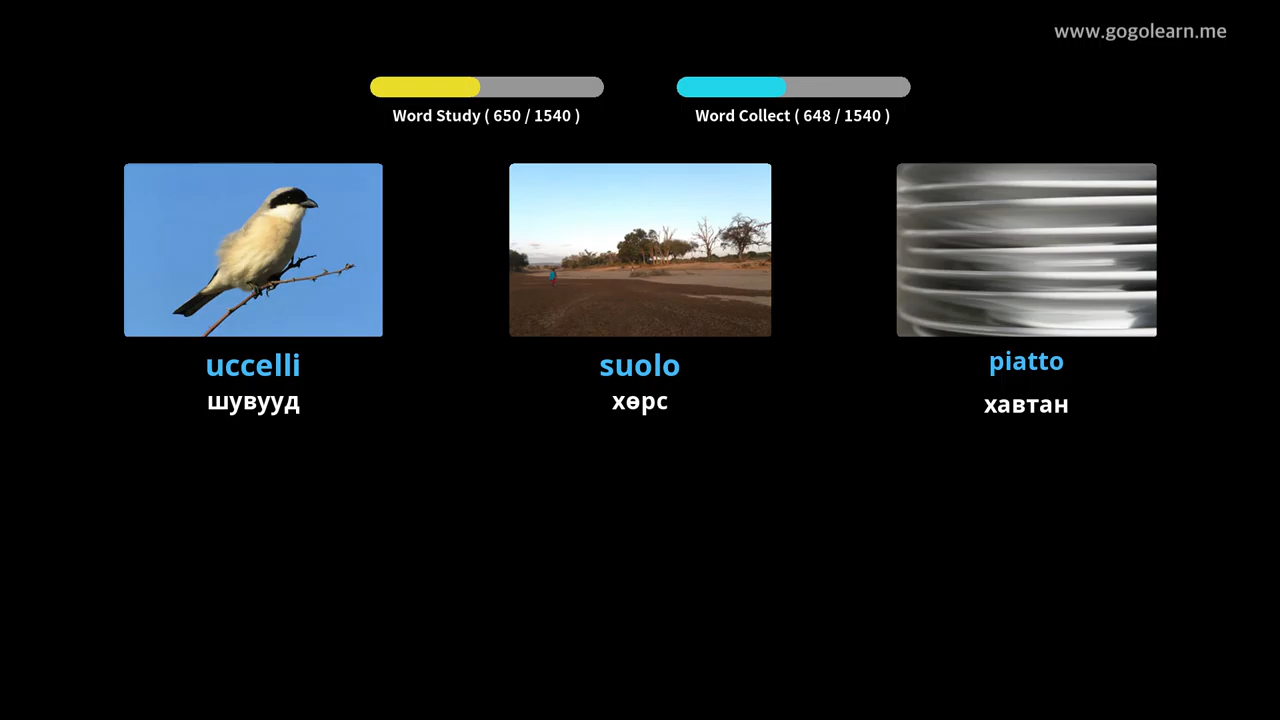 www.gogolearn.me
Word Study ( 650 / 1540 )
Word Collect ( 648 / 1540 )
uccelli
шувууд
suolo
хөрс
piatto
хавтан